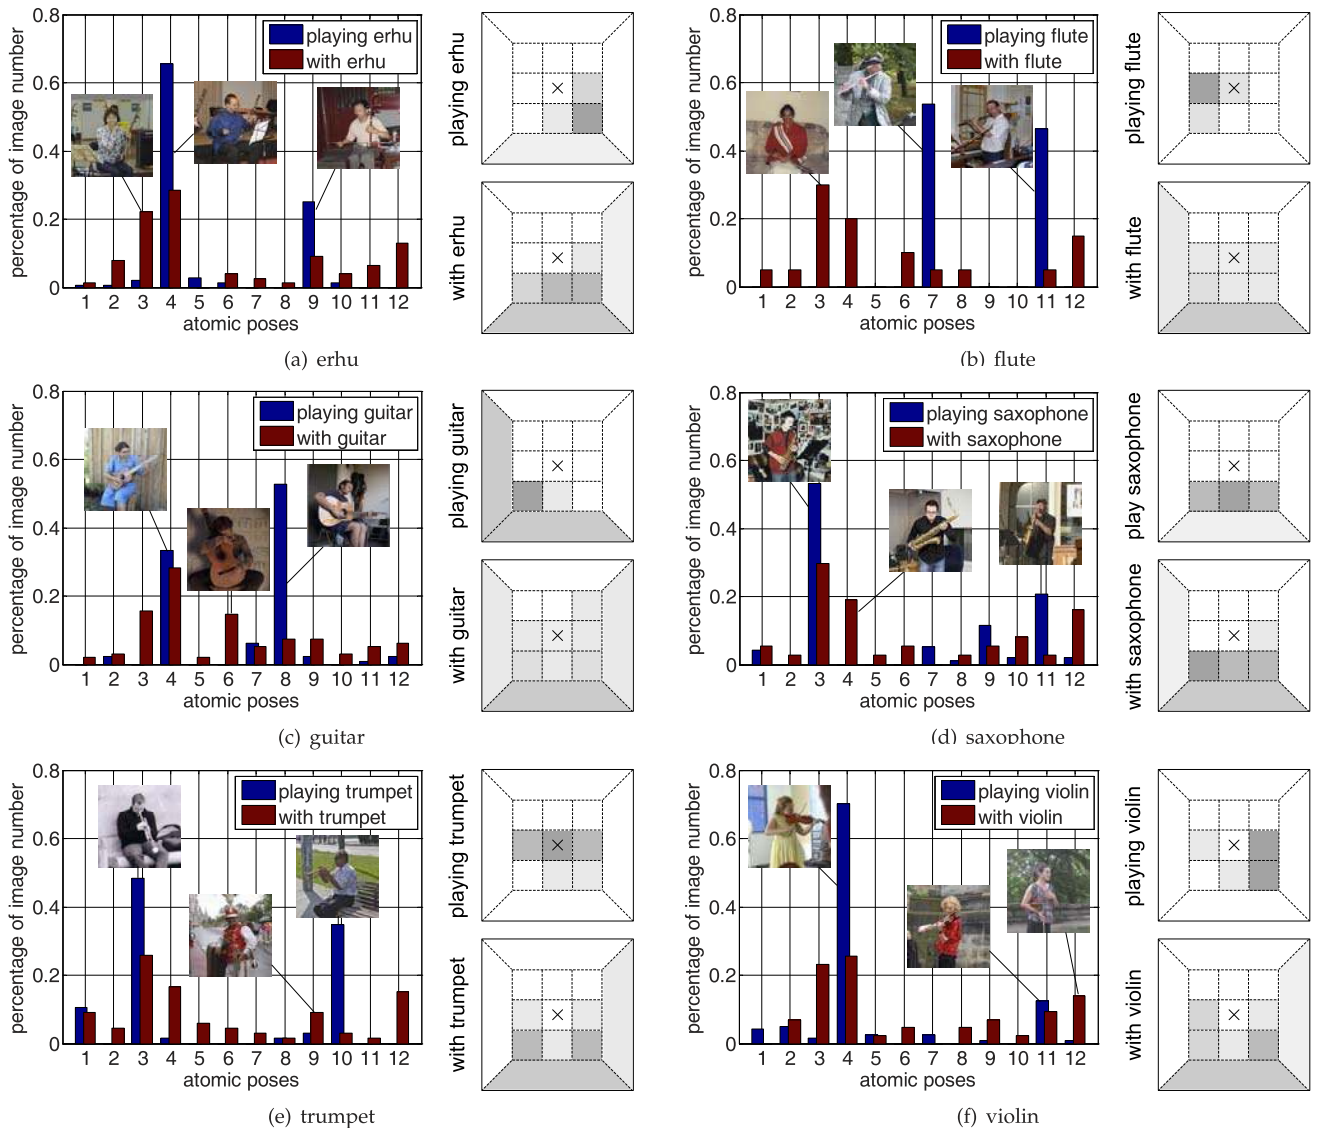 0.8
0.6
0.4
0.2
0
percentage of image number
playing erhu
with erhu
1 2 3 4 5 6 7 8 9 10 11 12
atomic poses
playing erhu
with erhu
(a) erhu
0.8
0.6
0.4
0.2
0
percentage of image number
playing flute
with flute
1 2 3 4 5 6 7 8 9 10 11 12
atomic poses
playing flute
with flute
(b) flute
0.8
0.6
0.4
0.2
0
percentage of image number
playing guitar
with guitar
1 2 3 4 5 6 7 8 9 10 11 12
atomic poses
playing guitar
with guitar
(c) guitar
0.8
0.6
0.4
0.2
0
percentage of image number
playing saxophone
with saxophone
1 2 3 4 5 6 7 8 9 10 11 12
atomic poses
play saxophone
with saxophone
(d) saxophone
0.8
0.6
0.4
0.2
0
percentage of image number
playing trumpet
with trumpet
1 2 3 4 5 6 7 8 9 10 11 12
atomic poses
playing trumpet
with trumpet
(e) trumpet
0.8
0.6
0.4
0.2
0
percentage of image number
playing violin
with violin
1 2 3 4 5 6 7 8 9 10 11 12
atomic poses
playing violin
with violin
(f) violin